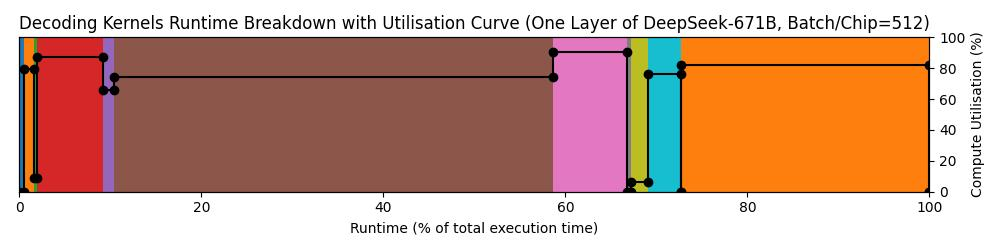 Decoding Kernels Runtime Breakdown with Utilisation Curve (One Layer of DeepSeek-671B, Batch/Chip=512)
100
80
60
40
20
0
Compute Utilisation (%)
0 20 40 60 80 100
Runtime (% of total execution time)